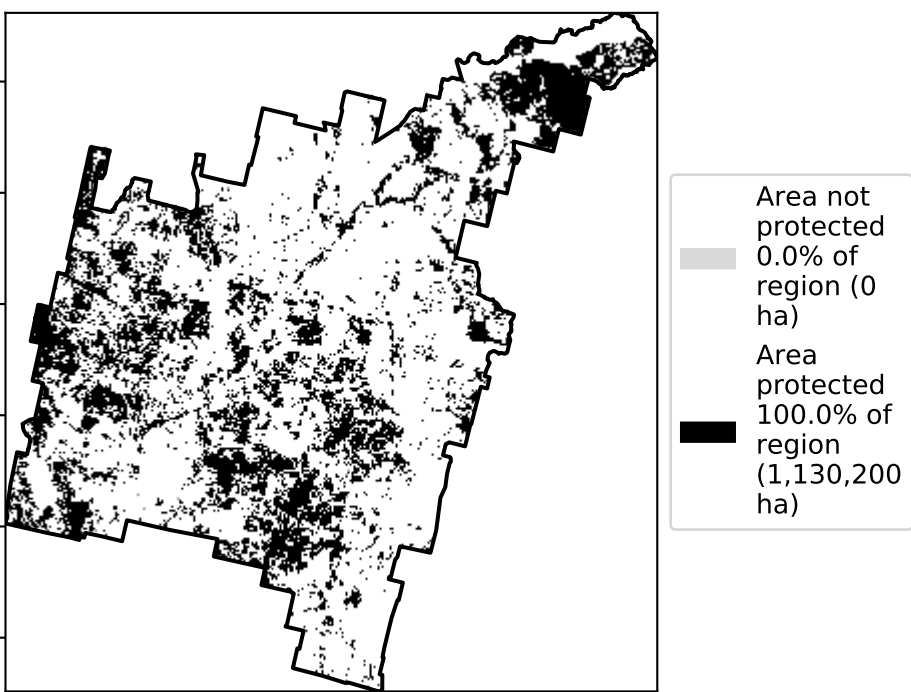 Area not
protected
0.0% of
region (0
ha)
Area
protected
100.0% of
region
(1,130,200
ha)